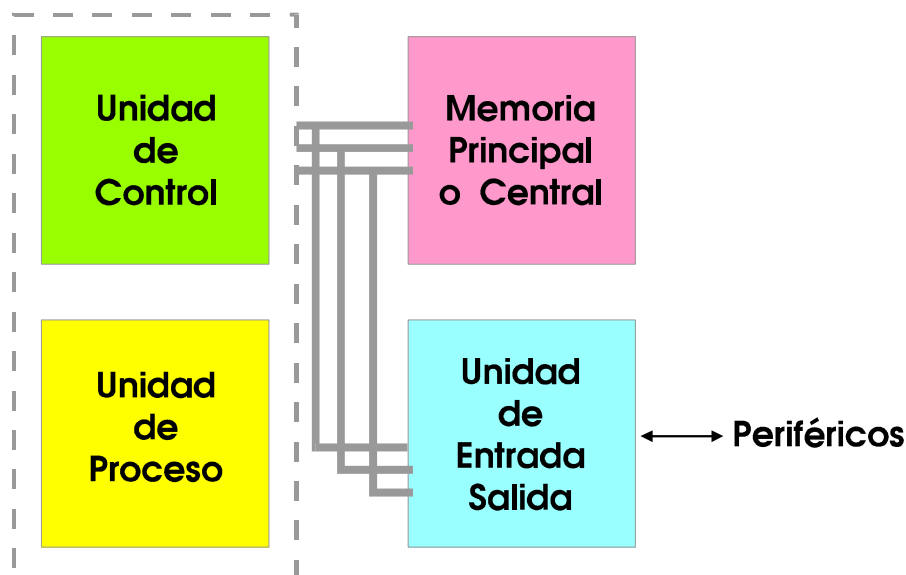 Unidad
de
Control
Memoria
Principal
o Central
Unidad
de
Proceso
Unidad
de
Entrada
Salida
Periféricos